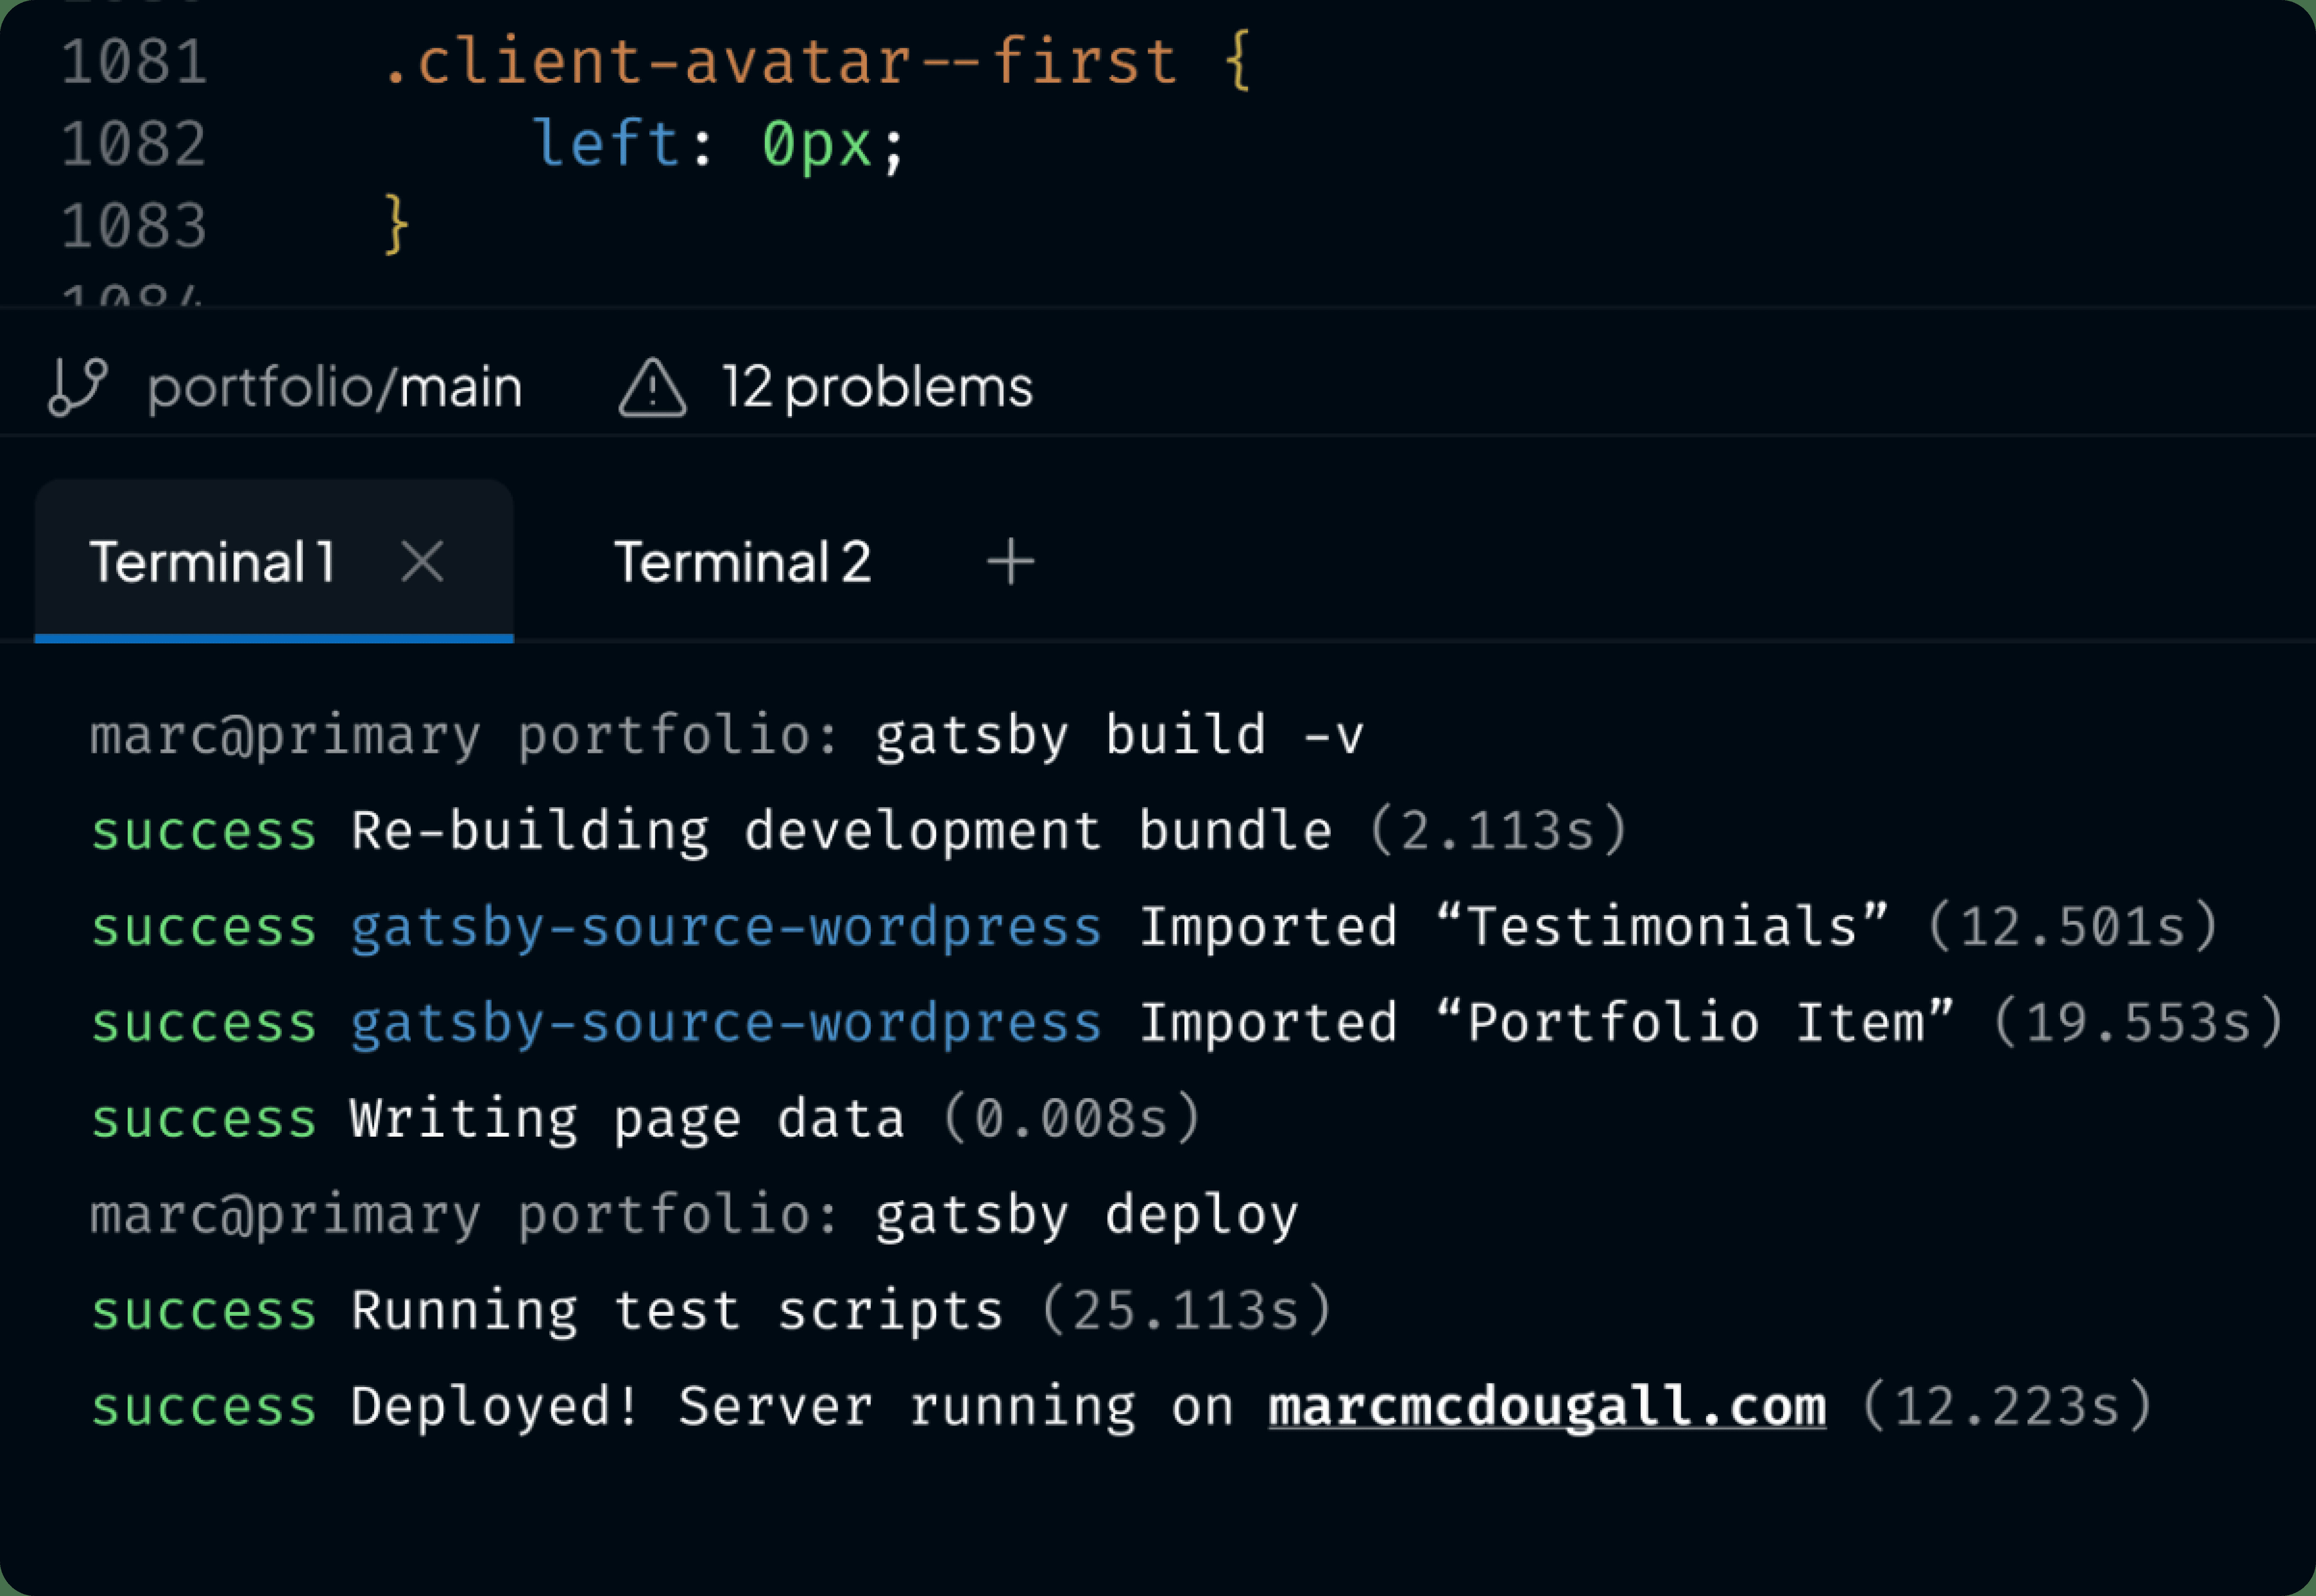 1081 .client-avatar--first {
1082 left: 0px;
1083 }
1084
portfolio/main 12 problems
Terminal 1 Terminal 2
marc@primary portfolio: gatsby build -v
success Re-building development bundle (2.113s)
success gatsby-source-wordpress Imported “Testimonials” (12.501s)
success gatsby-source-wordpress Imported “Portfolio Item” (19.553s)
success Writing page data (0.008s)
marc@primary portfolio: gatsby deploy
success Running test scripts (25.113s)
success Deployed! Server running on marcmcdougall.com (12.223s)